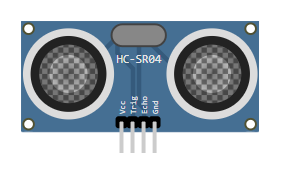 HC-SR04
Vcc
Trig
Echo
Gnd